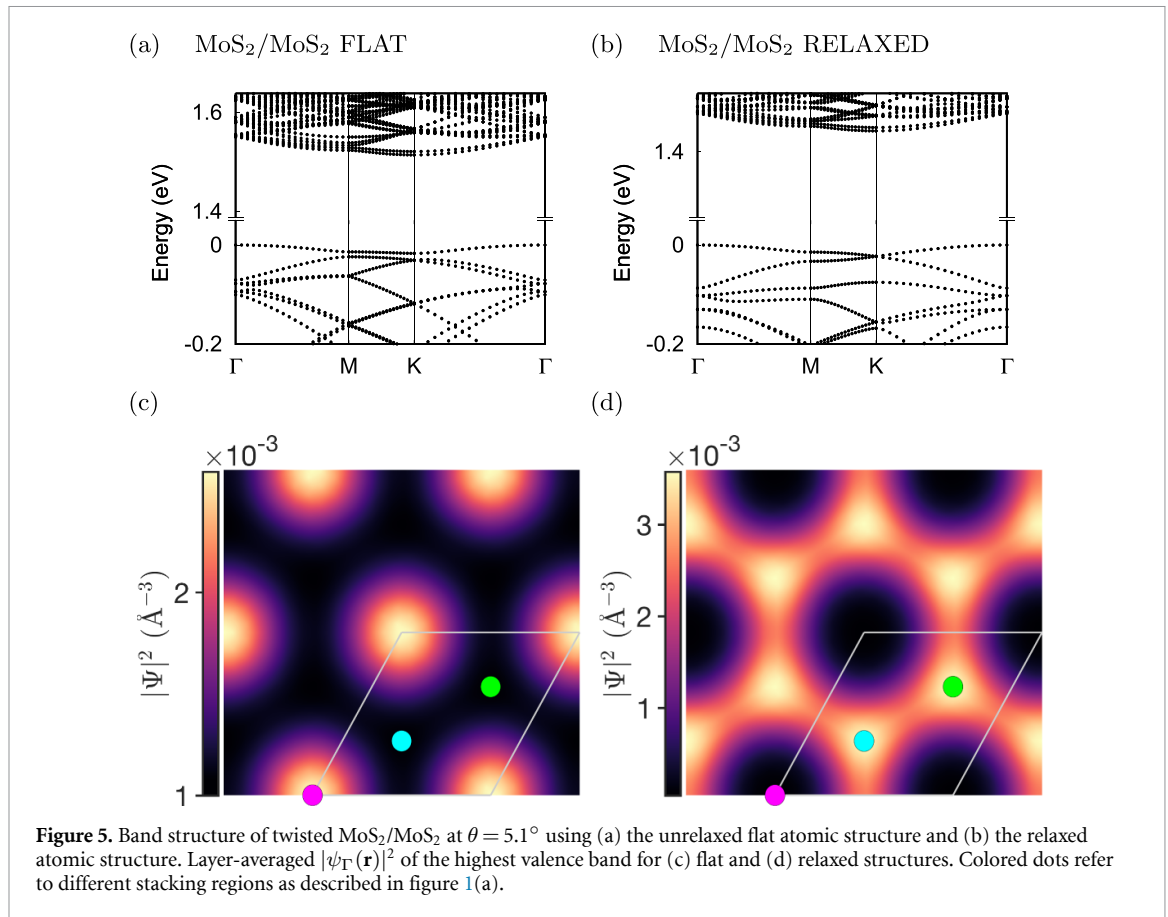 (a) MoS₂/MoS₂ FLAT
(b) MoS₂/MoS₂ RELAXED
1.6
1.4
0
-0.2
Energy (eV)
Γ M K Γ
1.4
0
-0.2
Energy (eV)
Γ M K Γ
(c)
×10⁻³
2
1
|Ψ|² (Å⁻³)
(d)
×10⁻³
3
2
1
|Ψ|² (Å⁻³)
Figure 5. Band structure of twisted MoS₂/MoS₂ at θ = 5.1° using (a) the unrelaxed flat atomic structure and (b) the relaxed
atomic structure. Layer-averaged |ψΓ(r)|² of the highest valence band for (c) flat and (d) relaxed structures. Colored dots refer
to different stacking regions as described in figure 1(a).